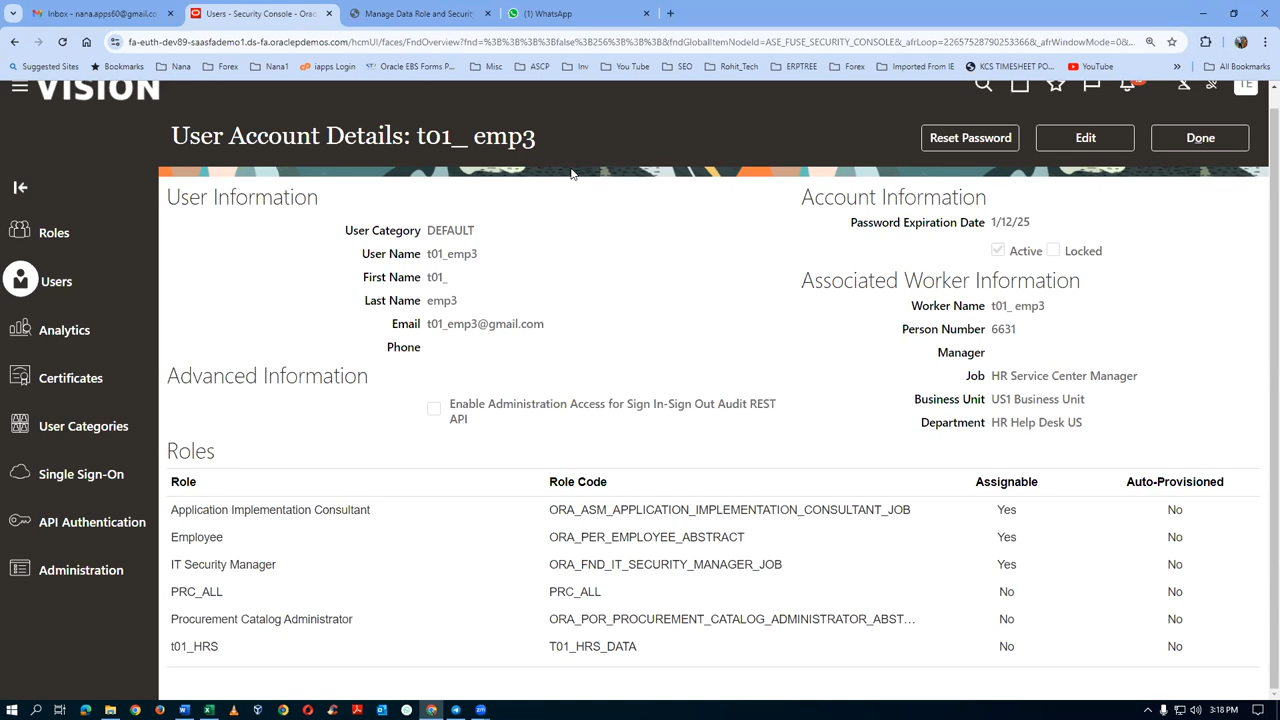 Inbox - nana.apps60@gmail.co
Users - Security Console - Orac
Manage Data Role and Security
(1) WhatsApp
fa-euth-dev89-saasfademo1.ds-fa.oraclepdemos.com/hcmUI/faces/FndOverview?fnd=%3B%3B%3B%3Bfalse%3B256%3B%3B%3B&fndGlobalItemNodeId=ASE_FUSE_SECURITY_CONSOLE&_afrLoop=22657528790253366&_afrWindowMode=0&...
Suggested Sites
Bookmarks
Nana
Forex
Nana1
iapps Login
Oracle EBS Forms P...
Misc
ASCP
Inv
You Tube
SEO
Rohit_Tech
ERPTREE
Forex
Imported From IE
KCS TIMESHEET PO...
YouTube
All Bookmarks
VISION
TE
User Account Details: t01_ emp3
Reset Password
Edit
Done
Roles
Users
Analytics
Certificates
User Categories
Single Sign-On
API Authentication
Administration
User Information
User Category DEFAULT
User Name t01_emp3
First Name t01_
Last Name emp3
Email t01_emp3@gmail.com
Phone
Advanced Information
Enable Administration Access for Sign In-Sign Out Audit REST
API
Account Information
Password Expiration Date 1/12/25
Active Locked
Associated Worker Information
Worker Name t01_ emp3
Person Number 6631
Manager
Job HR Service Center Manager
Business Unit US1 Business Unit
Department HR Help Desk US
Roles
Role Role Code Assignable Auto-Provisioned
Application Implementation Consultant ORA_ASM_APPLICATION_IMPLEMENTATION_CONSULTANT_JOB Yes No
Employee ORA_PER_EMPLOYEE_ABSTRACT Yes No
IT Security Manager ORA_FND_IT_SECURITY_MANAGER_JOB Yes No
PRC_ALL PRC_ALL No No
Procurement Catalog Administrator ORA_POR_PROCUREMENT_CATALOG_ADMINISTRATOR_ABST... No No
t01_HRS T01_HRS_DATA No No
3:18 PM